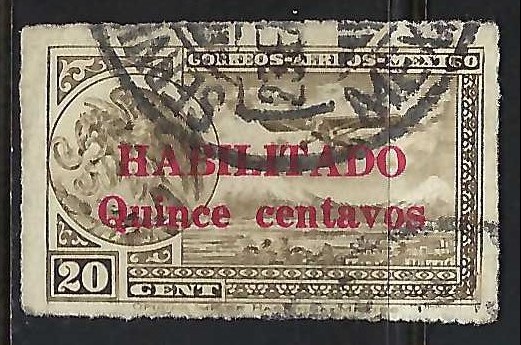 CORREOS-AEREOS-MEXICO
HABILITADO
Quince centavos
20
CENT